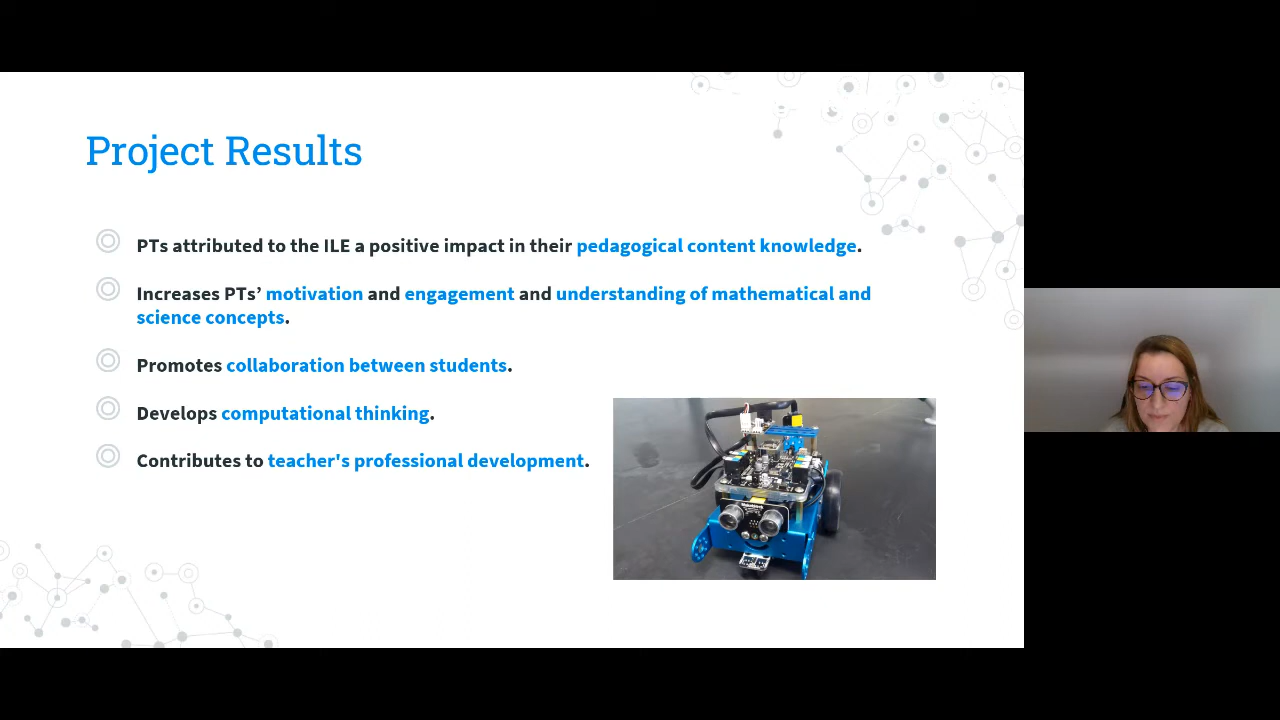 Project Results
PTs attributed to the ILE a positive impact in their pedagogical content knowledge.
Increases PTs’ motivation and engagement and understanding of mathematical and
science concepts.
Promotes collaboration between students.
Develops computational thinking.
Contributes to teacher's professional development.